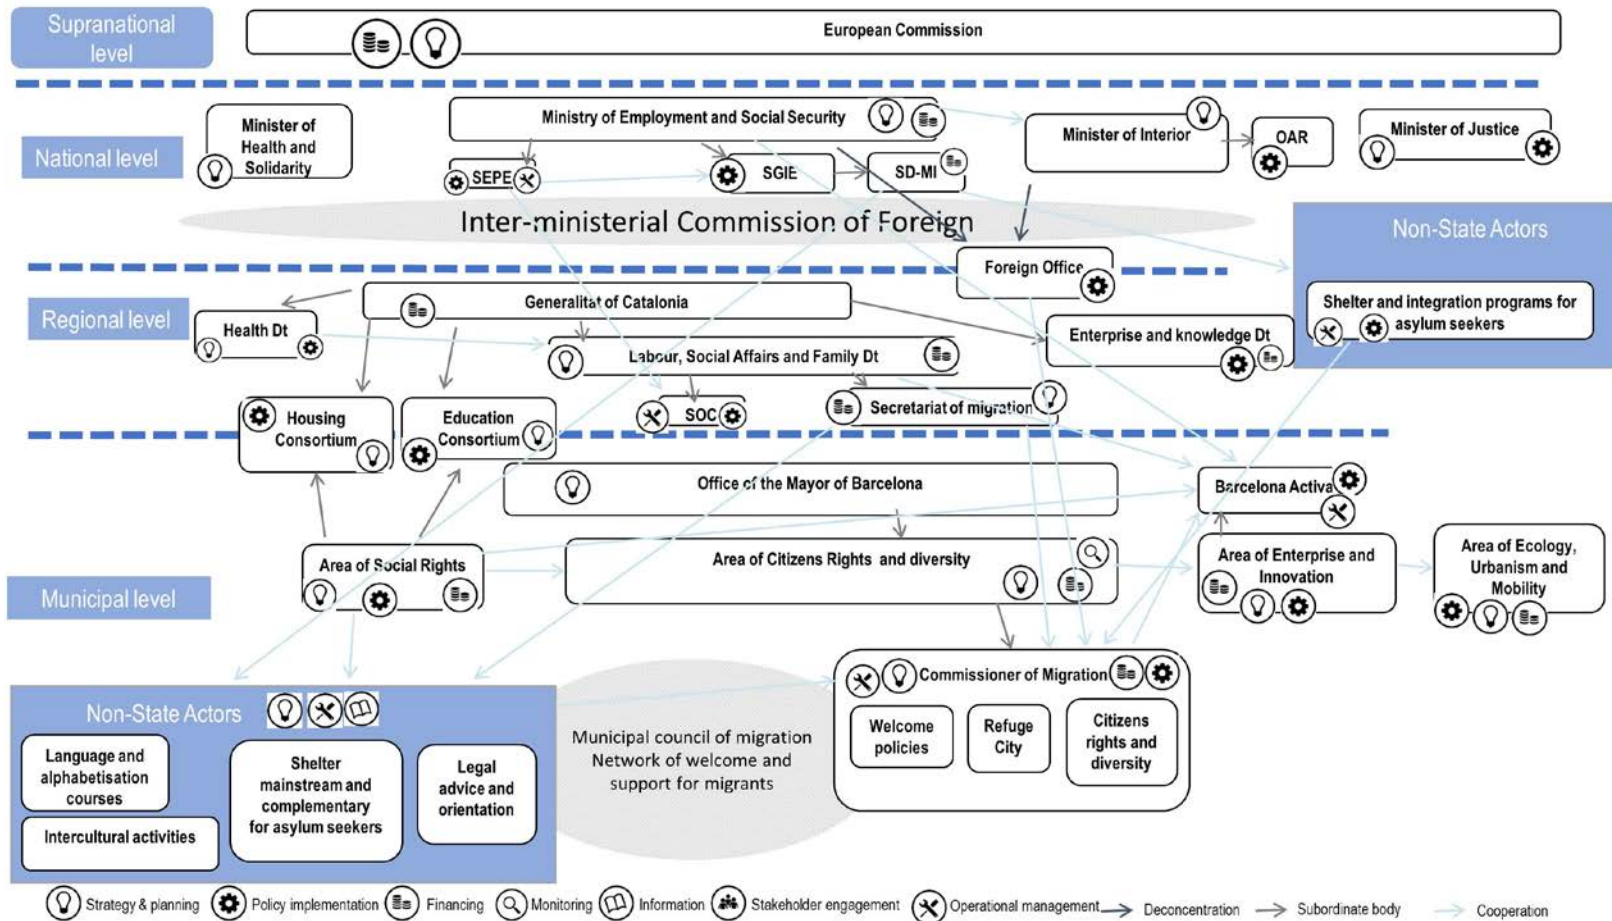 Supranational
level
European Commission
National level
Minister of
Health and
Solidarity
Ministry of Employment and Social Security
Minister of Interior
OAR
Minister of Justice
SEPE
SGIE
SD-MI
Inter-ministerial Commission of Foreign
Non-State Actors
Shelter and integration programs for
asylum seekers
Foreign Office
Regional level
Generalitat of Catalonia
Health Dt
Labour, Social Affairs and Family Dt
Enterprise and knowledge Dt
Housing
Consortium
Education
Consortium
SOC
Secretariat of migration
Office of the Mayor of Barcelona
Barcelona Activa
Municipal level
Area of Social Rights
Area of Citizens Rights and diversity
Area of Enterprise and
Innovation
Area of Ecology,
Urbanism and
Mobility
Non-State Actors
Language and
alphabetisation
courses
Intercultural activities
Shelter
mainstream and
complementary
for asylum seekers
Legal
advice and
orientation
Municipal council of migration
Network of welcome and
support for migrants
Commissioner of Migration
Welcome
policies
Refuge
City
Citizens
rights and
diversity
Strategy & planning
Policy implementation
Financing
Monitoring
Information
Stakeholder engagement
Operational management
Deconcentration
Subordinate body
Cooperation